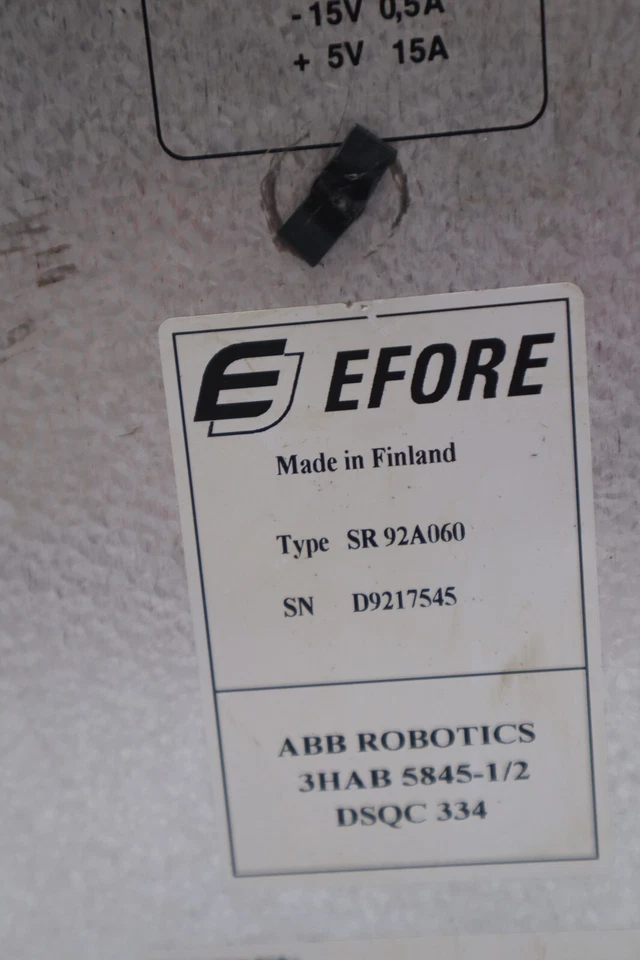 -15V 0,5A
+ 5V 15A
EFORE
Made in Finland
Type SR 92A060
SN D9217545
ABB ROBOTICS
3HAB 5845-1/2
DSQC 334